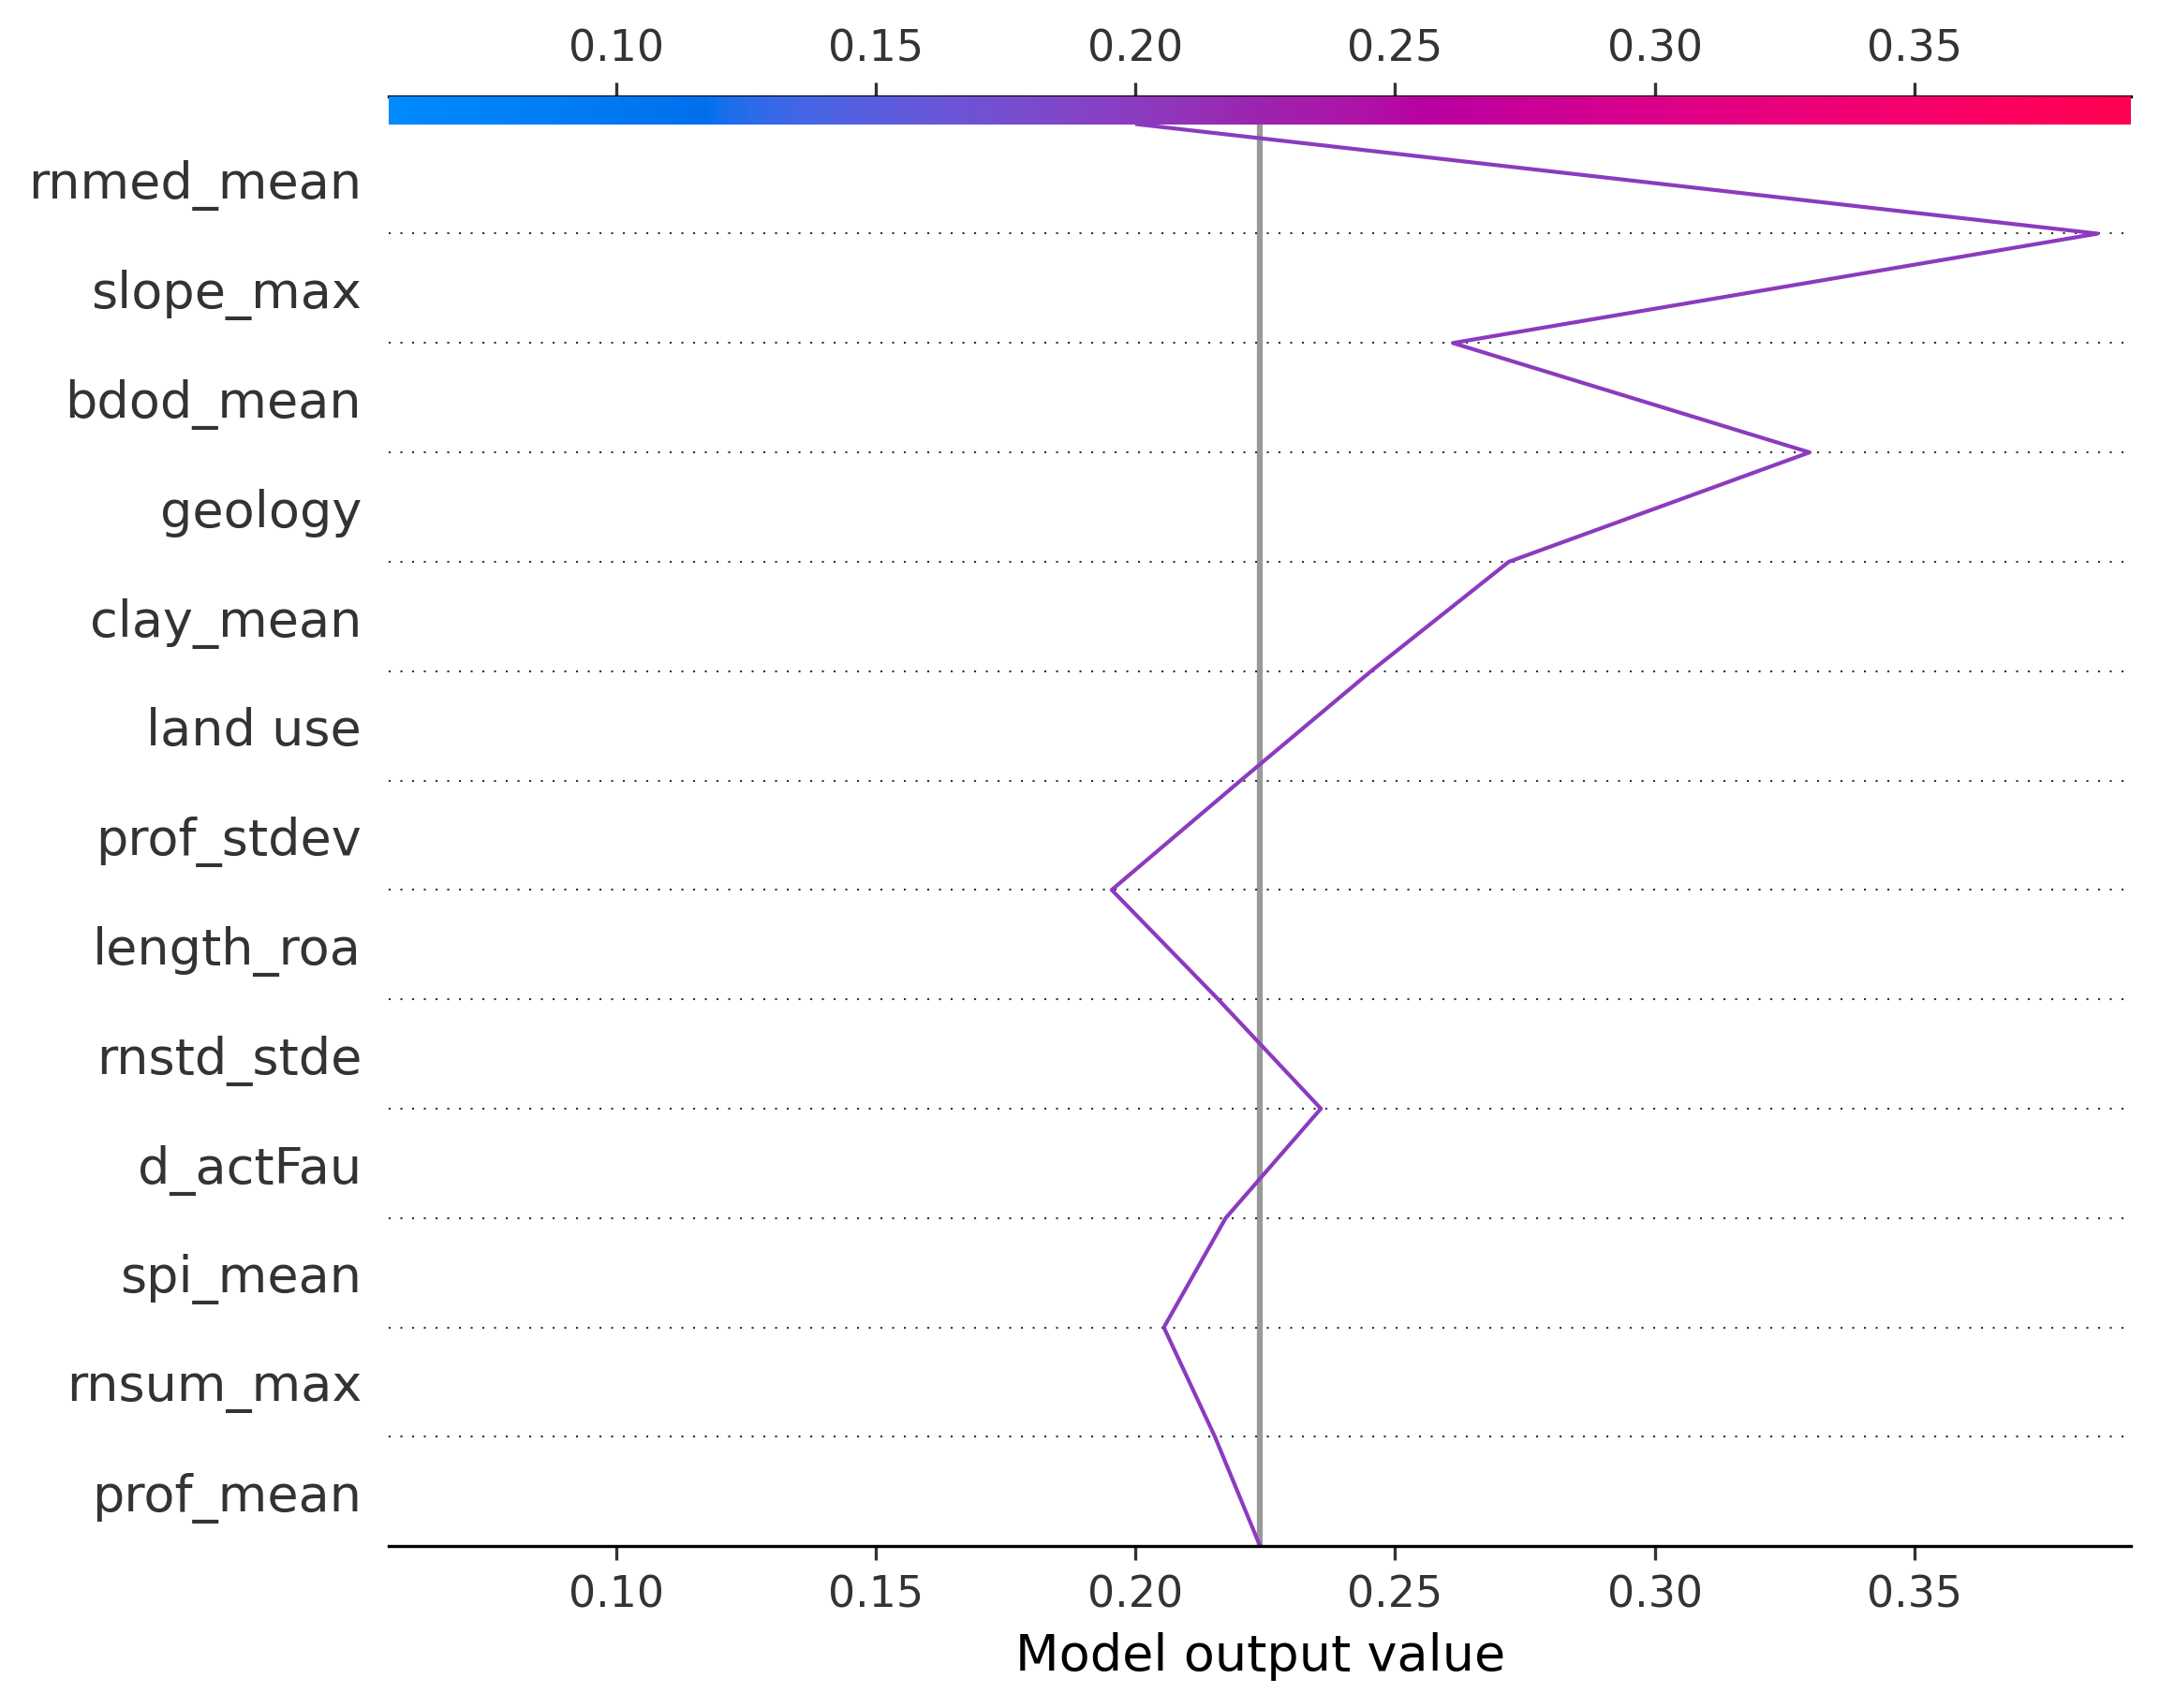 0.10 0.15 0.20 0.25 0.30 0.35
rnmed_mean
slope_max
bdod_mean
geology
clay_mean
land use
prof_stdev
length_roa
rnstd_stde
d_actFau
spi_mean
rnsum_max
prof_mean
0.10 0.15 0.20 0.25 0.30 0.35
Model output value